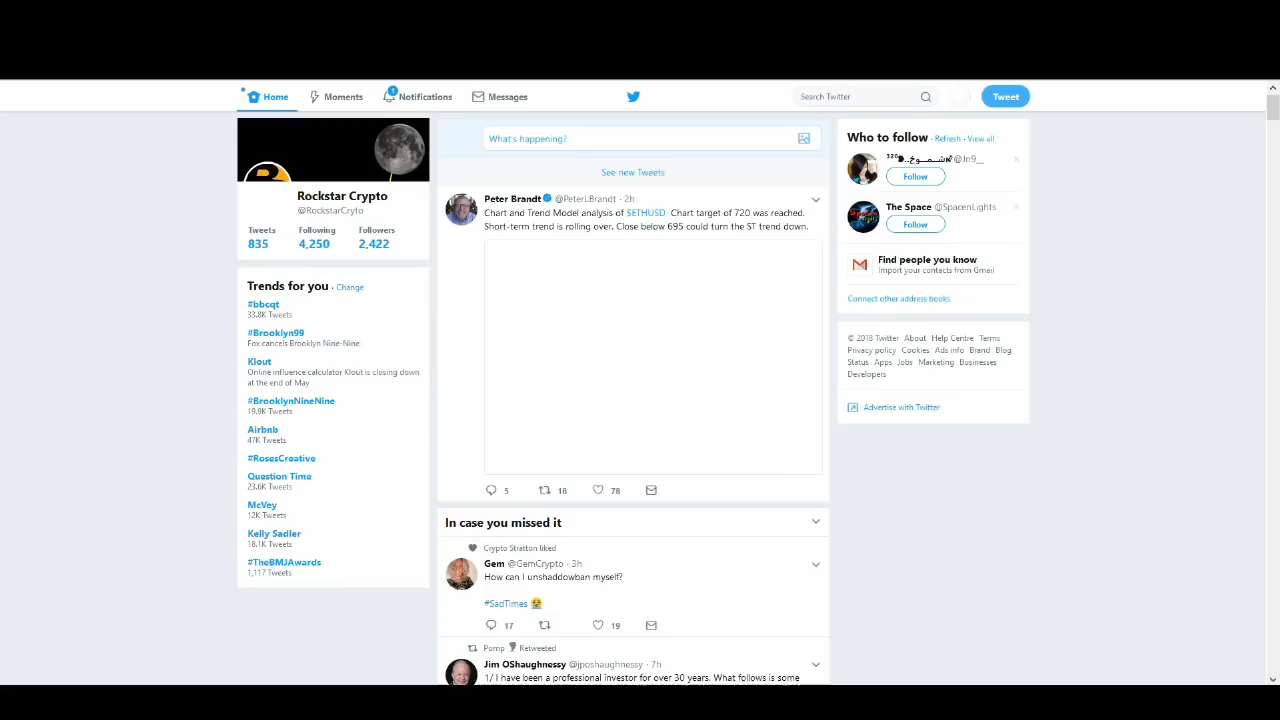 Home
Moments
1
Notifications
Messages
Search Twitter
Tweet
Rockstar Crypto
@RockstarCryto
Tweets Following Followers
835 4,250 2,422
Trends for you · Change
#bbcqt
33.8K Tweets
#Brooklyn99
Fox cancels Brooklyn Nine-Nine
Klout
Online influence calculator Klout is closing down
at the end of May
#BrooklynNineNine
19.9K Tweets
Airbnb
47K Tweets
#RosesCreative
Question Time
23.6K Tweets
McVey
12K Tweets
Kelly Sadler
18.1K Tweets
#TheBMJAwards
1,117 Tweets
What's happening?
See new Tweets
Peter Brandt @PeterLBrandt · 2h
Chart and Trend Model analysis of $ETHUSD Chart target of 720 was reached.
Short-term trend is rolling over. Close below 695 could turn the ST trend down.
5 18 78
In case you missed it
Crypto Stratton liked
Gem @GemCrypto · 3h
How can I unshaddowban myself?
#SadTimes 😭
17 19
Pomp Retweeted
Jim OShaughnessy @jposhaughnessy · 7h
1/ I have been a professional investor for over 30 years. What follows is some
Who to follow · Refresh · View all
@Jn9__
Follow
The Space @SpacenLights
Follow
Find people you know
Import your contacts from Gmail
Connect other address books
© 2018 Twitter About Help Centre Terms
Privacy policy Cookies Ads info Brand Blog
Status Apps Jobs Marketing Businesses
Developers
Advertise with Twitter